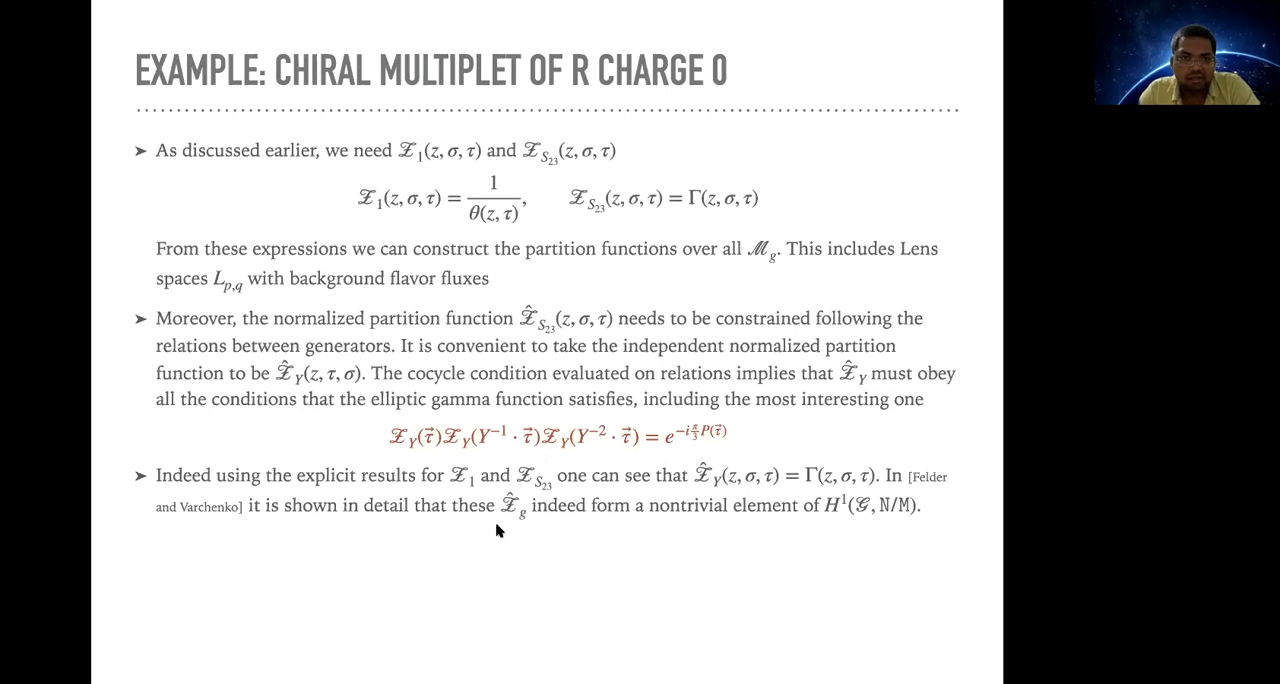 EXAMPLE: CHIRAL MULTIPLET OF R CHARGE 0
➤ As discussed earlier, we need 𝒵₁(z, σ, τ) and 𝒵_{S₂₃}(z, σ, τ)
𝒵₁(z, σ, τ) = 1/θ(z, τ), 𝒵_{S₂₃}(z, σ, τ) = Γ(z, σ, τ)
From these expressions we can construct the partition functions over all ℳ_g. This includes Lens
spaces L_{p,q} with background flavor fluxes
➤ Moreover, the normalized partition function 𝒵̂_{S₂₃}(z, σ, τ) needs to be constrained following the
relations between generators. It is convenient to take the independent normalized partition
function to be 𝒵̂_Y(z, τ, σ). The cocycle condition evaluated on relations implies that 𝒵̂_Y must obey
all the conditions that the elliptic gamma function satisfies, including the most interesting one
𝒵_Y(τ⃗)𝒵_Y(Y⁻¹ · τ⃗)𝒵_Y(Y⁻² · τ⃗) = e^{−i(π/3)P(τ⃗)}
➤ Indeed using the explicit results for 𝒵₁ and 𝒵_{S₂₃} one can see that 𝒵̂_Y(z, σ, τ) = Γ(z, σ, τ). In [Felder
and Varchenko] it is shown in detail that these 𝒵̂_g indeed form a nontrivial element of H¹(𝒢, N/M).